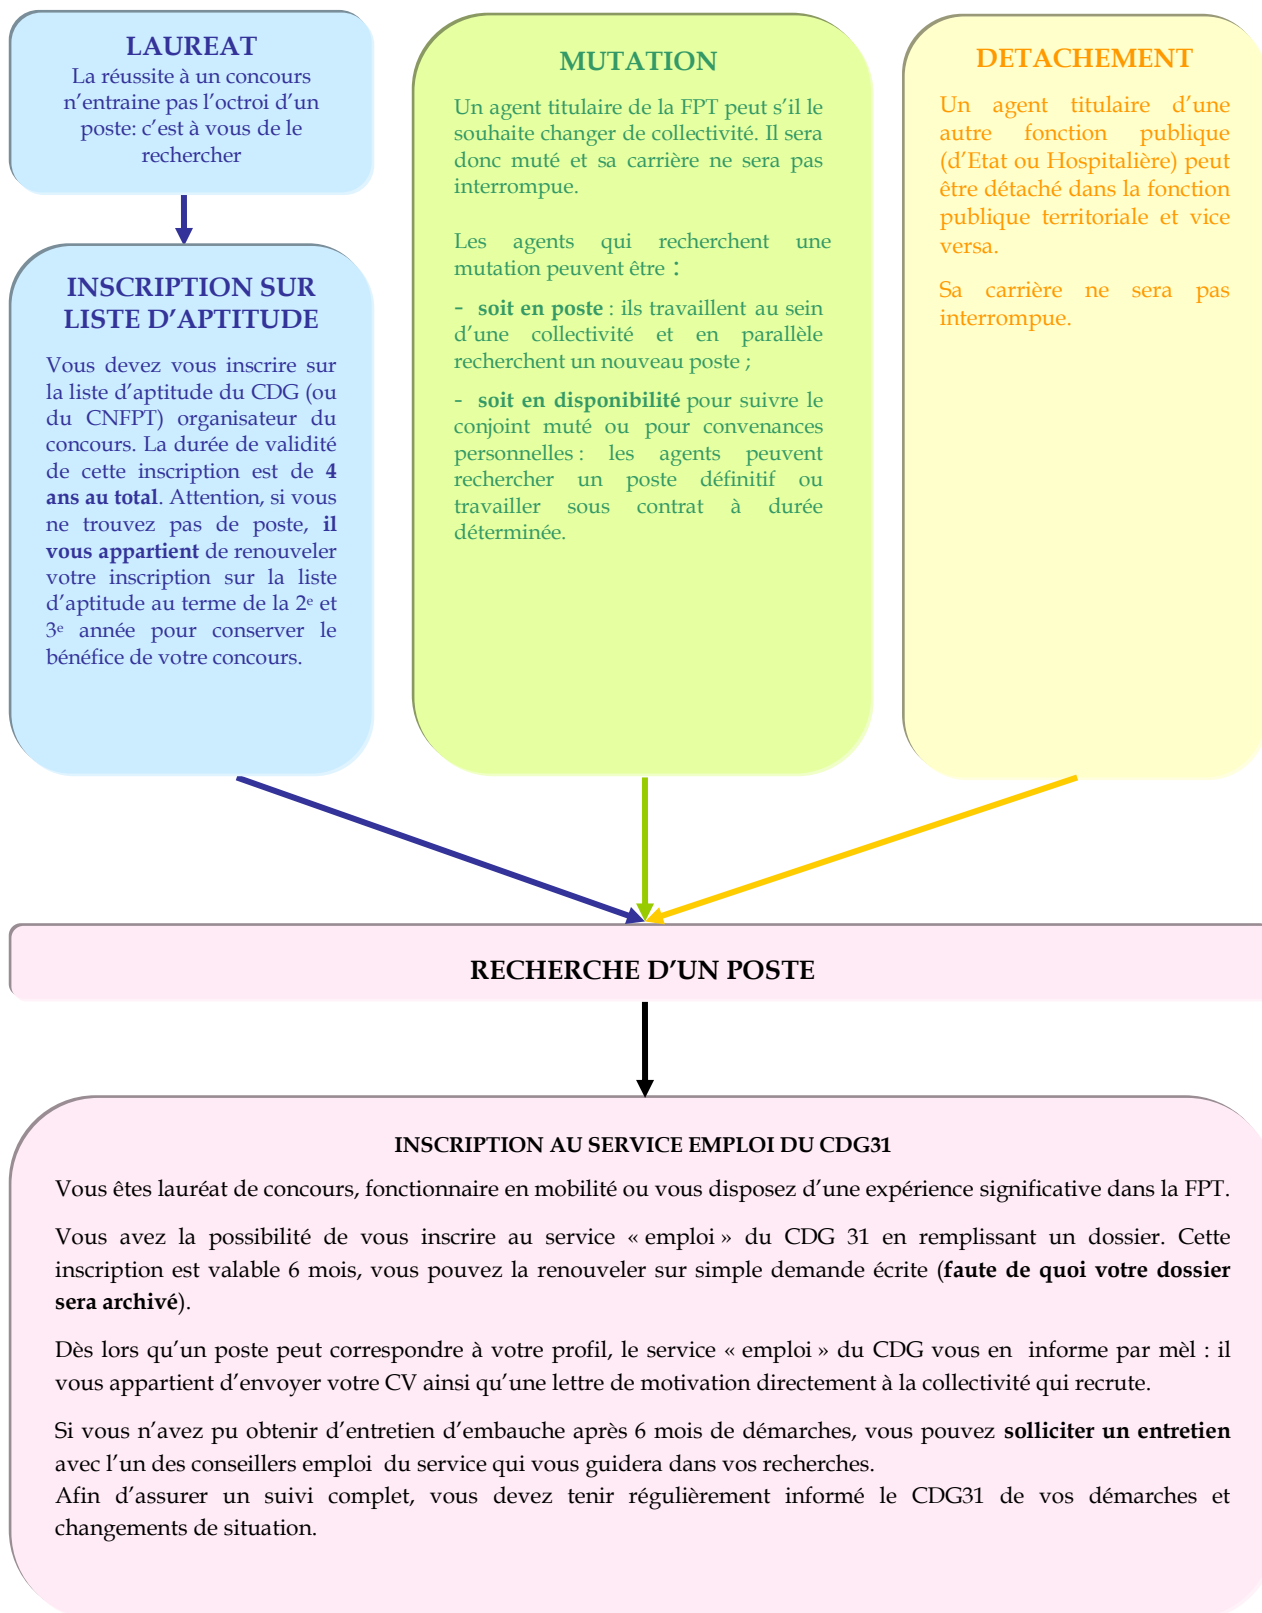 LAUREAT
La réussite à un concours
n’entraine pas l’octroi d’un
poste: c’est à vous de le
rechercher
INSCRIPTION SUR
LISTE D’APTITUDE
Vous devez vous inscrire sur
la liste d’aptitude du CDG (ou
du CNFPT) organisateur du
concours. La durée de validité
de cette inscription est de 4
ans au total. Attention, si vous
ne trouvez pas de poste, il
vous appartient de renouveler
votre inscription sur la liste
d’aptitude au terme de la 2e et
3e année pour conserver le
bénéfice de votre concours.
MUTATION
Un agent titulaire de la FPT peut s’il le
souhaite changer de collectivité. Il sera
donc muté et sa carrière ne sera pas
interrompue.
Les agents qui recherchent une
mutation peuvent être :
- soit en poste : ils travaillent au sein
d’une collectivité et en parallèle
recherchent un nouveau poste ;
- soit en disponibilité pour suivre le
conjoint muté ou pour convenances
personnelles : les agents peuvent
rechercher un poste définitif ou
travailler sous contrat à durée
déterminée.
DETACHEMENT
Un agent titulaire d’une
autre fonction publique
(d’Etat ou Hospitalière) peut
être détaché dans la fonction
publique territoriale et vice
versa.
Sa carrière ne sera pas
interrompue.
RECHERCHE D’UN POSTE
INSCRIPTION AU SERVICE EMPLOI DU CDG31
Vous êtes lauréat de concours, fonctionnaire en mobilité ou vous disposez d’une expérience significative dans la FPT.
Vous avez la possibilité de vous inscrire au service « emploi » du CDG 31 en remplissant un dossier. Cette
inscription est valable 6 mois, vous pouvez la renouveler sur simple demande écrite (faute de quoi votre dossier
sera archivé).
Dès lors qu’un poste peut correspondre à votre profil, le service « emploi » du CDG vous en informe par mèl : il
vous appartient d’envoyer votre CV ainsi qu’une lettre de motivation directement à la collectivité qui recrute.
Si vous n’avez pu obtenir d’entretien d’embauche après 6 mois de démarches, vous pouvez solliciter un entretien
avec l’un des conseillers emploi du service qui vous guidera dans vos recherches.
Afin d’assurer un suivi complet, vous devez tenir régulièrement informé le CDG31 de vos démarches et
changements de situation.